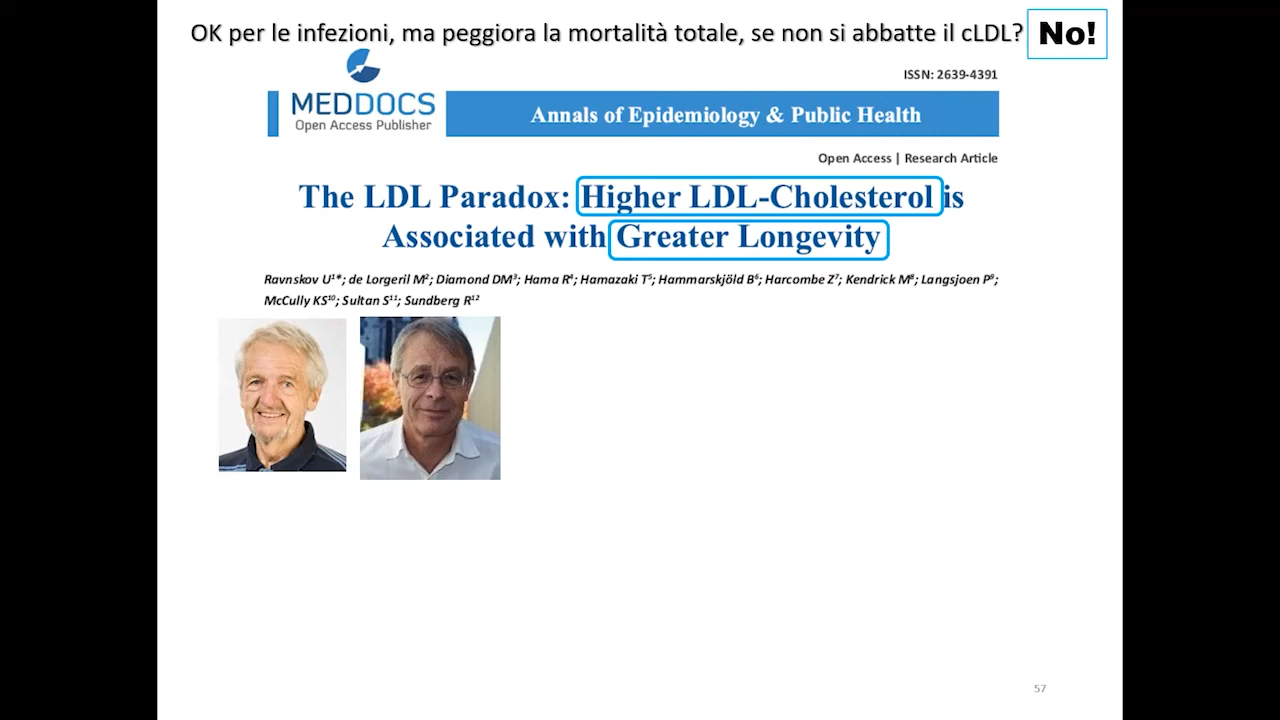 OK per le infezioni, ma peggiora la mortalità totale, se non si abbatte il cLDL? No!
ISSN: 2639-4391
MEDDOCS
Open Access Publisher
Annals of Epidemiology & Public Health
Open Access | Research Article
The LDL Paradox: Higher LDL-Cholesterol is
Associated with Greater Longevity
Ravnskov U¹*; de Lorgeril M²; Diamond DM³; Hama R⁴; Hamazaki T⁵; Hammarskjöld B⁶; Harcombe Z⁷; Kendrick M⁸; Langsjoen P⁹;
McCully KS¹⁰; Sultan S¹¹; Sundberg R¹²
57